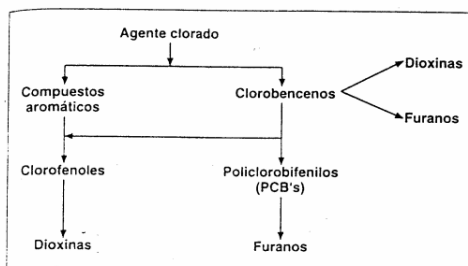 Agente clorado
Dioxinas
Compuestos
aromáticos
Clorobencenos
Furanos
Clorofenoles
Policlorobifenilos
(PCB's)
Dioxinas
Furanos